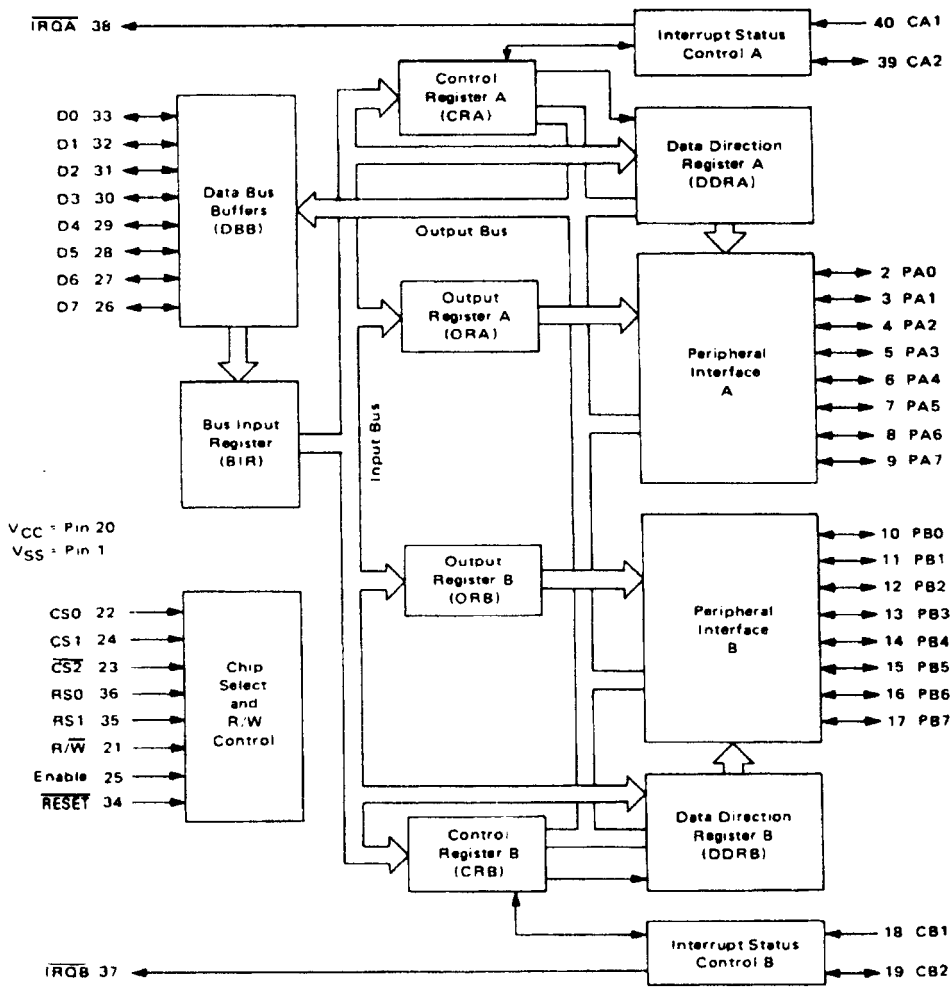 IRQA 38
Interrupt Status
Control A
40 CA1
39 CA2
Control
Register A
(CRA)
D0 33
D1 32
D2 31
D3 30
D4 29
D5 28
D6 27
D7 26
Data Bus
Buffers
(DBB)
Data Direction
Register A
(DDRA)
Output Bus
Output
Register A
(ORA)
Peripheral
Interface
A
2 PA0
3 PA1
4 PA2
5 PA3
6 PA4
7 PA5
8 PA6
9 PA7
Bus Input
Register
(BIR)
Input Bus
VCC = Pin 20
VSS = Pin 1
Output
Register B
(ORB)
Peripheral
Interface
B
10 PB0
11 PB1
12 PB2
13 PB3
14 PB4
15 PB5
16 PB6
17 PB7
CS0 22
CS1 24
CS2 23
RS0 36
RS1 35
R/W 21
Enable 25
RESET 34
Chip
Select
and
R/W
Control
Control
Register B
(CRB)
Data Direction
Register B
(DDRB)
Interrupt Status
Control B
18 CB1
19 CB2
IRQB 37